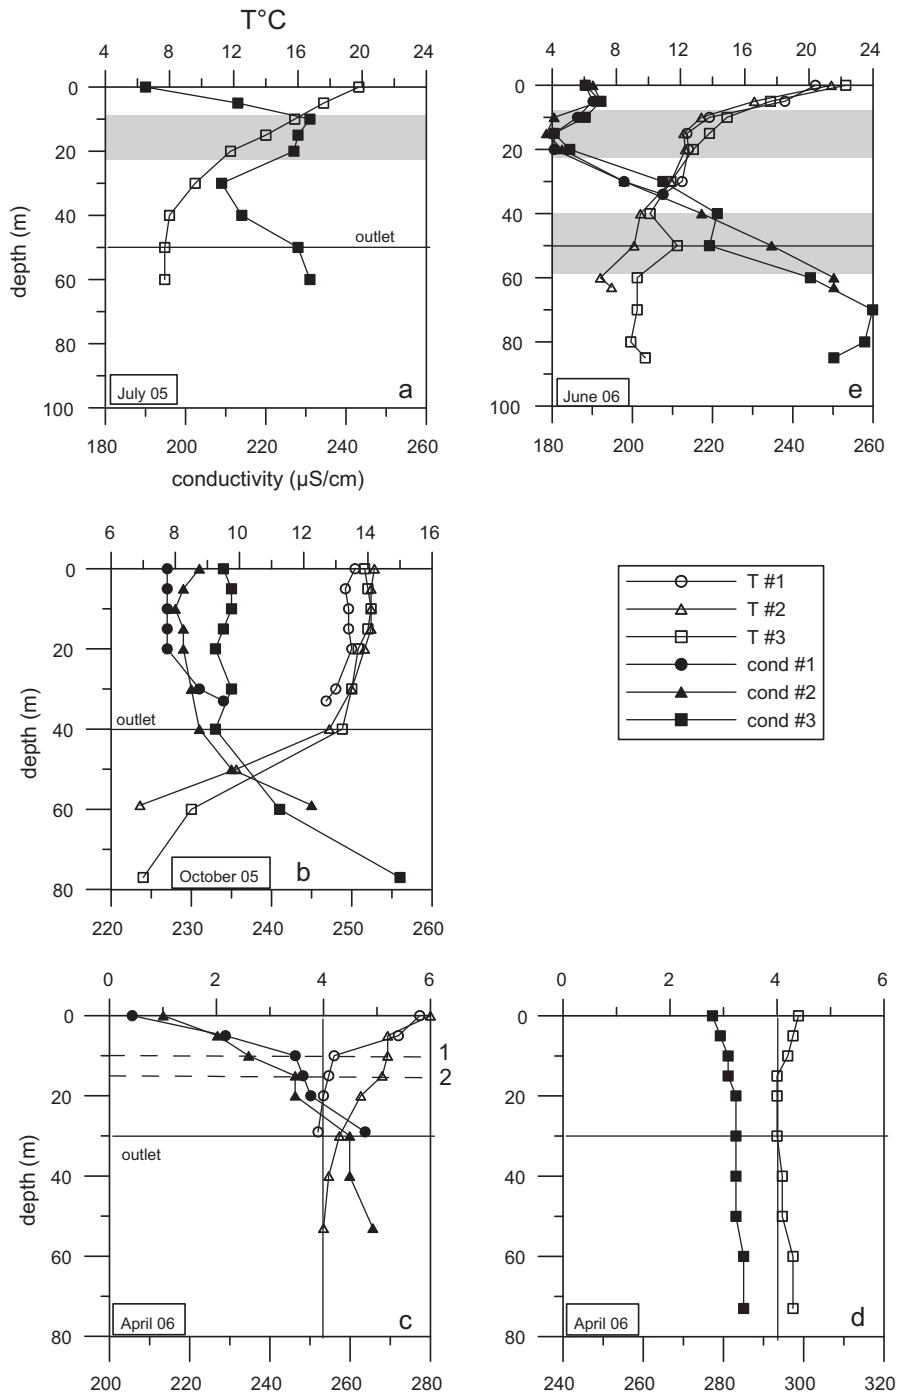 T°C
4 8 12 16 20 24
0
20
40
60
80
100
depth (m)
outlet
July 05
a
180 200 220 240 260
conductivity (µS/cm)
4 8 12 16 20 24
0
20
40
60
80
100
depth (m)
June 06
e
180 200 220 240 260
6 8 10 12 14 16
0
20
40
60
80
depth (m)
outlet
October 05
b
220 230 240 250 260
T #1
T #2
T #3
cond #1
cond #2
cond #3
0 2 4 6
0
20
40
60
80
depth (m)
1
2
outlet
April 06
c
200 220 240 260 280
0 2 4 6
0
20
40
60
80
April 06
d
240 260 280 300 320